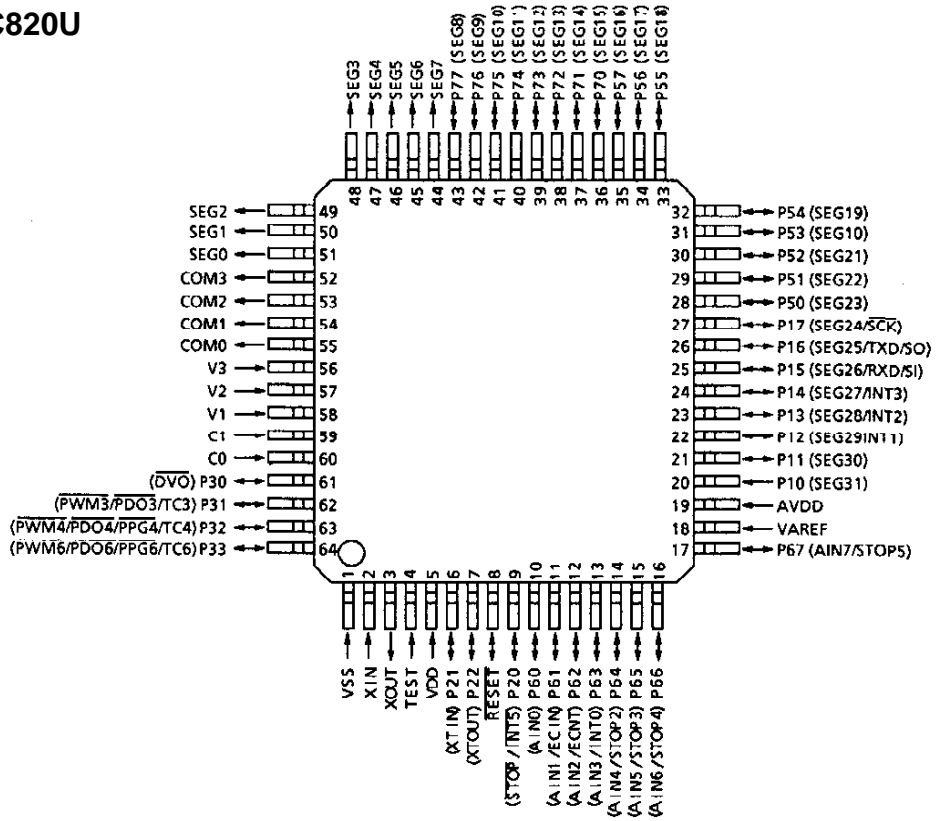 C820U
SEG3
SEG4
SEG5
SEG6
SEG7
P77 (SEG8)
P76 (SEG9)
P75 (SEG10)
P74 (SEG11)
P73 (SEG12)
P72 (SEG13)
P71 (SEG14)
P70 (SEG15)
P57 (SEG16)
P56 (SEG17)
P55 (SEG18)
48 47 46 45 44 43 42 41 40 39 38 37 36 35 34 33
SEG2 49
SEG1 50
SEG0 51
COM3 52
COM2 53
COM1 54
COM0 55
V3 56
V2 57
V1 58
C1 59
C0 60
(DVO) P30 61
(PWM3/PDO3/TC3) P31 62
(PWM4/PDO4/PPG4/TC4) P32 63
(PWM6/PDO6/PPG6/TC6) P33 64
32 P54 (SEG19)
31 P53 (SEG10)
30 P52 (SEG21)
29 P51 (SEG22)
28 P50 (SEG23)
27 P17 (SEG24/SCK)
26 P16 (SEG25/TXD/SO)
25 P15 (SEG26/RXD/SI)
24 P14 (SEG27/INT3)
23 P13 (SEG28/INT2)
22 P12 (SEG29INT1)
21 P11 (SEG30)
20 P10 (SEG31)
19 AVDD
18 VAREF
17 P67 (AIN7/STOP5)
1 2 3 4 5 6 7 8 9 10 11 12 13 14 15 16
VSS
XIN
XOUT
TEST
VDD
(XTIN) P21
(XTOUT) P22
RESET
(STOP/INT5) P20
(AIN0) P60
(AIN1/ECIN) P61
(AIN2/ECNT) P62
(AIN3/INT0) P63
(AIN4/STOP2) P64
(AIN5/STOP3) P65
(AIN6/STOP4) P66